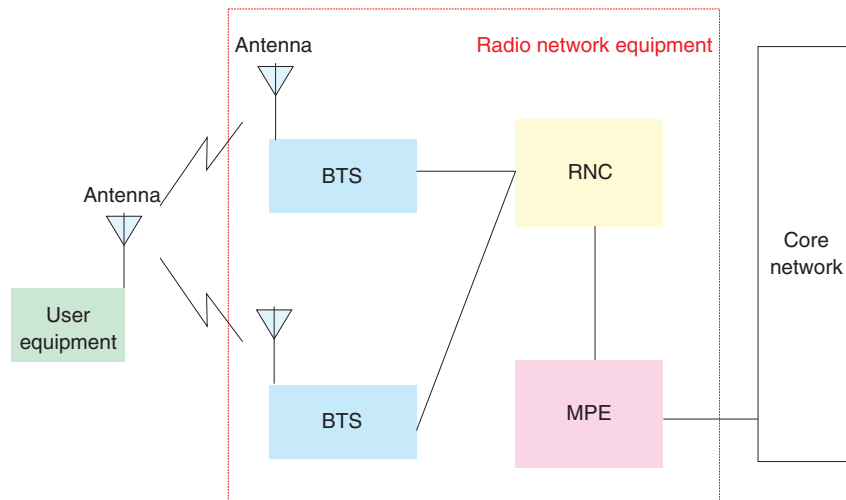 Antenna
Radio network equipment
BTS
RNC
Antenna
Core
network
User
equipment
BTS
MPE